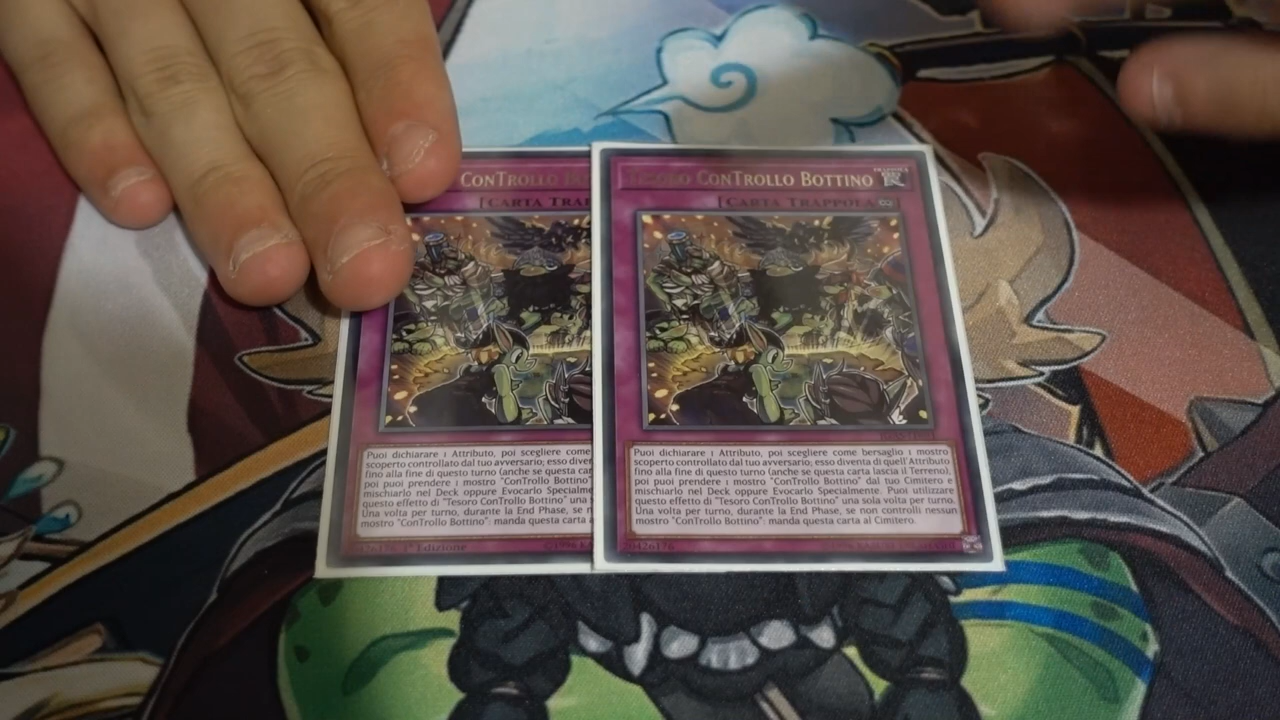 ConTrollo Bo
[Carta Trap
Puoi dichiarare 1 Attributo, poi scegliere come
scoperto controllato dal tuo avversario; esso diven
fino alla fine di questo turno (anche se questa car
poi puoi prendere 1 mostro "ConTrollo Bottino"
mischiarlo nel Deck oppure Evocarlo Specialme
questo effetto di "Tesoro ConTrollo Bottino" una s
Una volta per turno, durante la End Phase, se n
mostro "ConTrollo Bottino": manda questa carta a
1ª Edizione
Tesoro ConTrollo Bottino
TRAPPOLA
[Carta Trappola
Puoi dichiarare 1 Attributo, poi scegliere come bersaglio 1 mostro
scoperto controllato dal tuo avversario; esso diventa di quell'Attributo
fino alla fine di questo turno (anche se questa carta lascia il Terreno),
poi puoi prendere 1 mostro "ConTrollo Bottino" dal tuo Cimitero e
mischiarlo nel Deck oppure Evocarlo Specialmente. Puoi utilizzare
questo effetto di "Tesoro ConTrollo Bottino" una sola volta per turno.
Una volta per turno, durante la End Phase, se non controlli nessun
mostro "ConTrollo Bottino": manda questa carta al Cimitero.